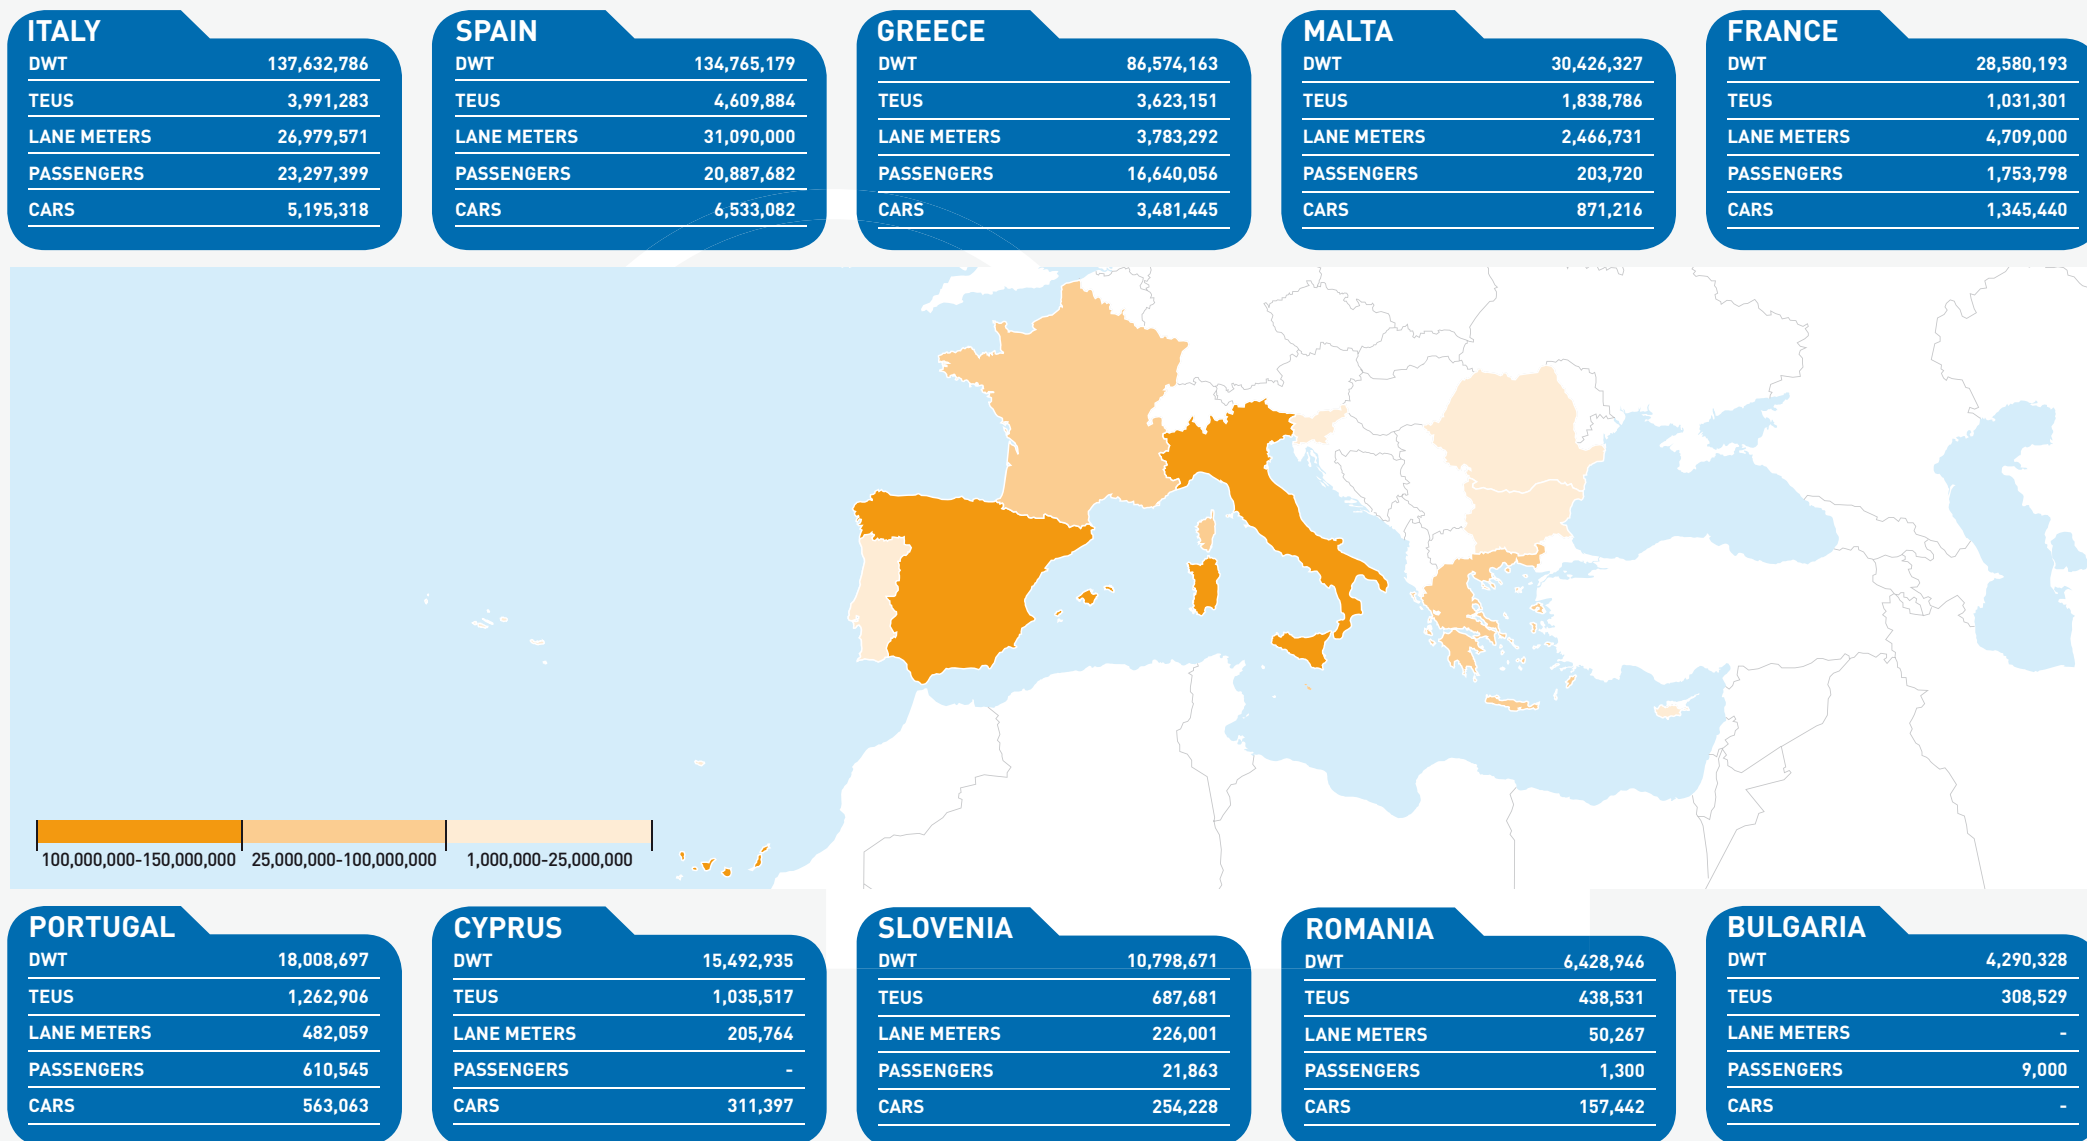 ITALY
DWT 137,632,786
TEUS 3,991,283
LANE METERS 26,979,571
PASSENGERS 23,297,399
CARS 5,195,318
SPAIN
DWT 134,765,179
TEUS 4,609,884
LANE METERS 31,090,000
PASSENGERS 20,887,682
CARS 6,533,082
GREECE
DWT 86,574,163
TEUS 3,623,151
LANE METERS 3,783,292
PASSENGERS 16,640,056
CARS 3,481,445
MALTA
DWT 30,426,327
TEUS 1,838,786
LANE METERS 2,466,731
PASSENGERS 203,720
CARS 871,216
FRANCE
DWT 28,580,193
TEUS 1,031,301
LANE METERS 4,709,000
PASSENGERS 1,753,798
CARS 1,345,440
100,000,000-150,000,000 25,000,000-100,000,000 1,000,000-25,000,000
PORTUGAL
DWT 18,008,697
TEUS 1,262,906
LANE METERS 482,059
PASSENGERS 610,545
CARS 563,063
CYPRUS
DWT 15,492,935
TEUS 1,035,517
LANE METERS 205,764
PASSENGERS -
CARS 311,397
SLOVENIA
DWT 10,798,671
TEUS 687,681
LANE METERS 226,001
PASSENGERS 21,863
CARS 254,228
ROMANIA
DWT 6,428,946
TEUS 438,531
LANE METERS 50,267
PASSENGERS 1,300
CARS 157,442
BULGARIA
DWT 4,290,328
TEUS 308,529
LANE METERS -
PASSENGERS 9,000
CARS -